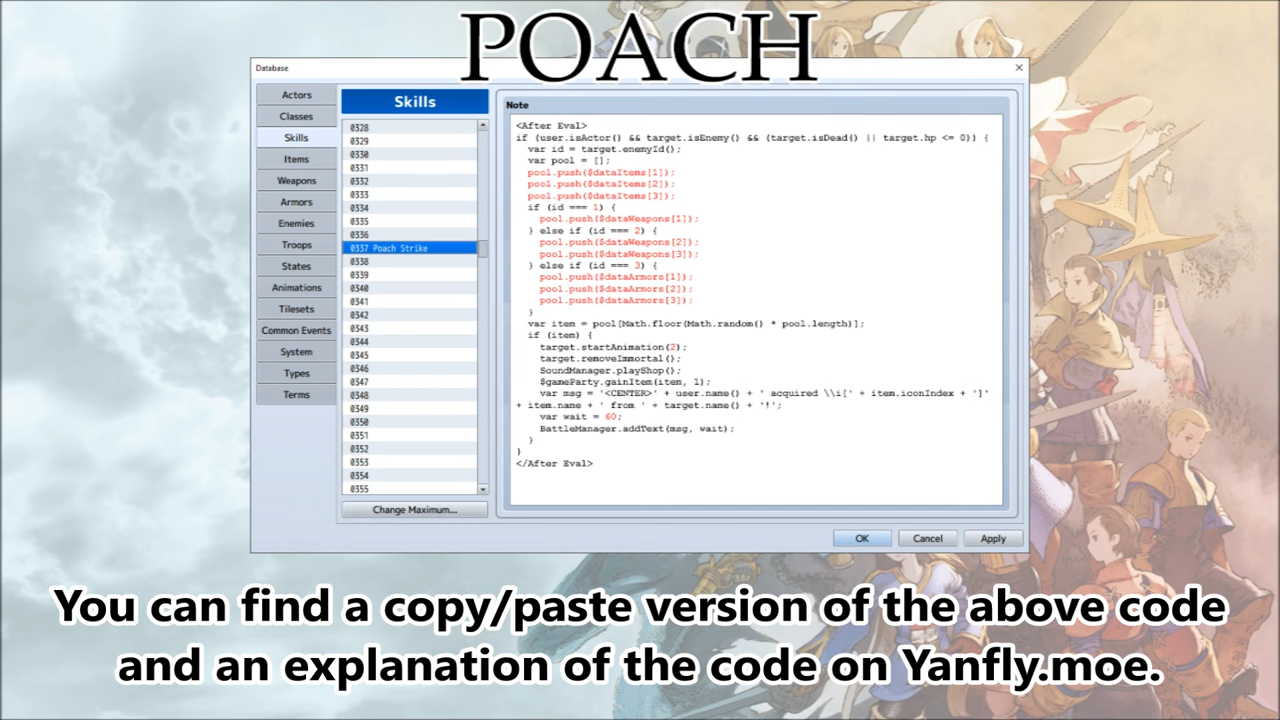 POACH
Database
Actors
Classes
Skills
Items
Weapons
Armors
Enemies
Troops
States
Animations
Tilesets
Common Events
System
Types
Terms
Skills
0328
0329
0330
0331
0332
0333
0334
0335
0336
0337 Poach Strike
0338
0339
0340
0341
0342
0343
0344
0345
0346
0347
0348
0349
0350
0351
0352
0353
0354
0355
Change Maximum...
Note
<After Eval>
if (user.isActor() && target.isEnemy() && (target.isDead() || target.hp <= 0)) {
  var id = target.enemyId();
  var pool = [];
  pool.push($dataItems[1]);
  pool.push($dataItems[2]);
  pool.push($dataItems[3]);
  if (id === 1) {
    pool.push($dataWeapons[1]);
  } else if (id === 2) {
    pool.push($dataWeapons[2]);
    pool.push($dataWeapons[3]);
  } else if (id === 3) {
    pool.push($dataArmors[1]);
    pool.push($dataArmors[2]);
    pool.push($dataArmors[3]);
  }
  var item = pool[Math.floor(Math.random() * pool.length)];
  if (item) {
    target.startAnimation(2);
    target.removeImmortal();
    SoundManager.playShop();
    $gameParty.gainItem(item, 1);
    var msg = '<CENTER>' + user.name() + ' acquired \\i[' + item.iconIndex + ']'
+ item.name + ' from ' + target.name() + '!';
    var wait = 60;
    BattleManager.addText(msg, wait);
  }
}
</After Eval>
OK
Cancel
Apply
You can find a copy/paste version of the above code
and an explanation of the code on Yanfly.moe.